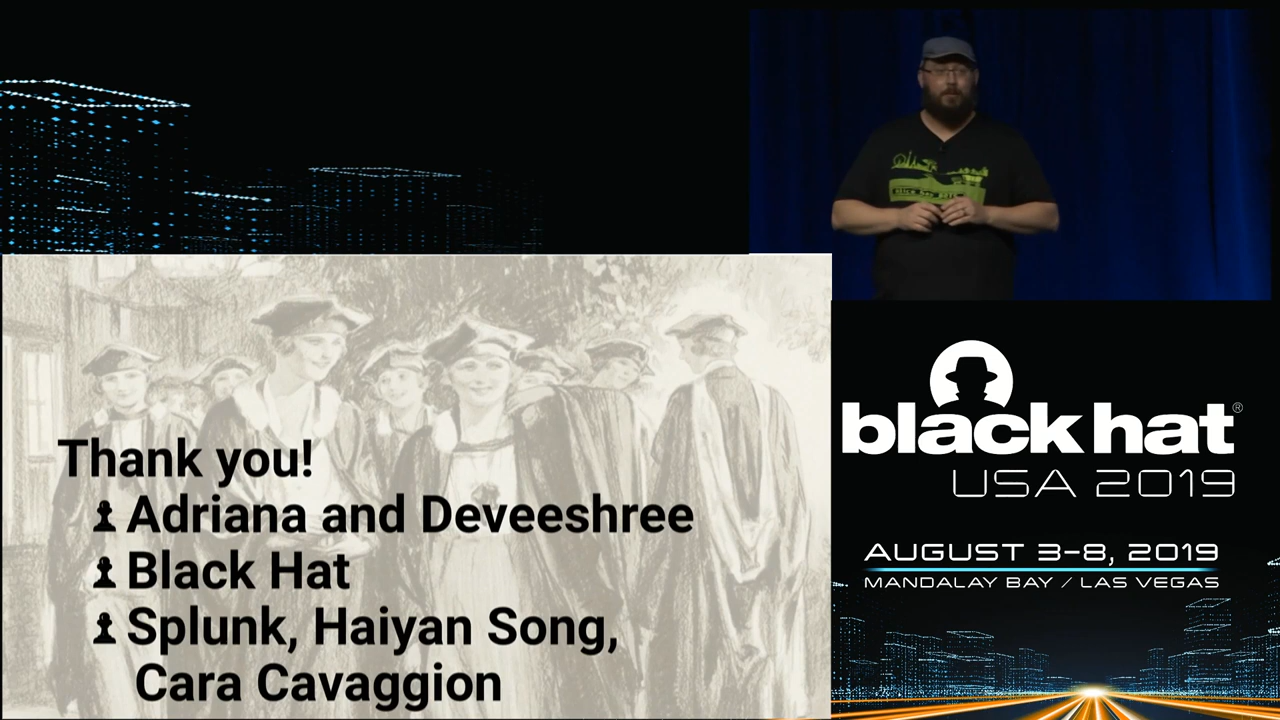 Thank you!
Adriana and Deveeshree
Black Hat
Splunk, Haiyan Song,
Cara Cavaggion
black hat®
USA 2019
AUGUST 3-8, 2019
MANDALAY BAY / LAS VEGAS